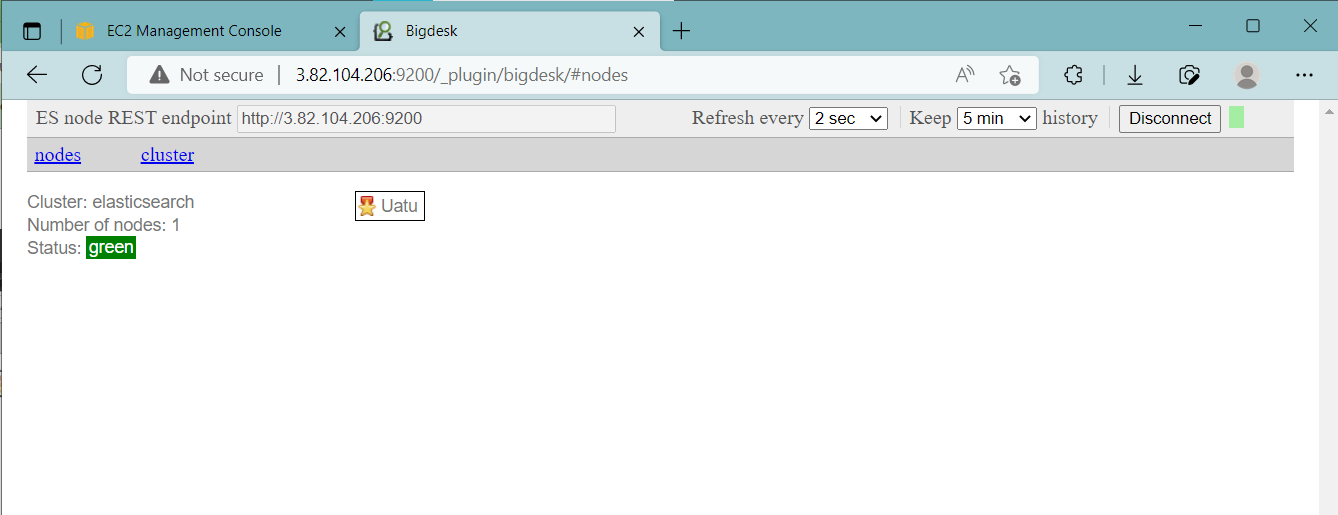 EC2 Management Console
Bigdesk
Not secure
3.82.104.206:9200/_plugin/bigdesk/#nodes
ES node REST endpoint http://3.82.104.206:9200 Refresh every 2 sec Keep 5 min history Disconnect
nodes cluster
Cluster: elasticsearch
Uatu
Number of nodes: 1
Status: green